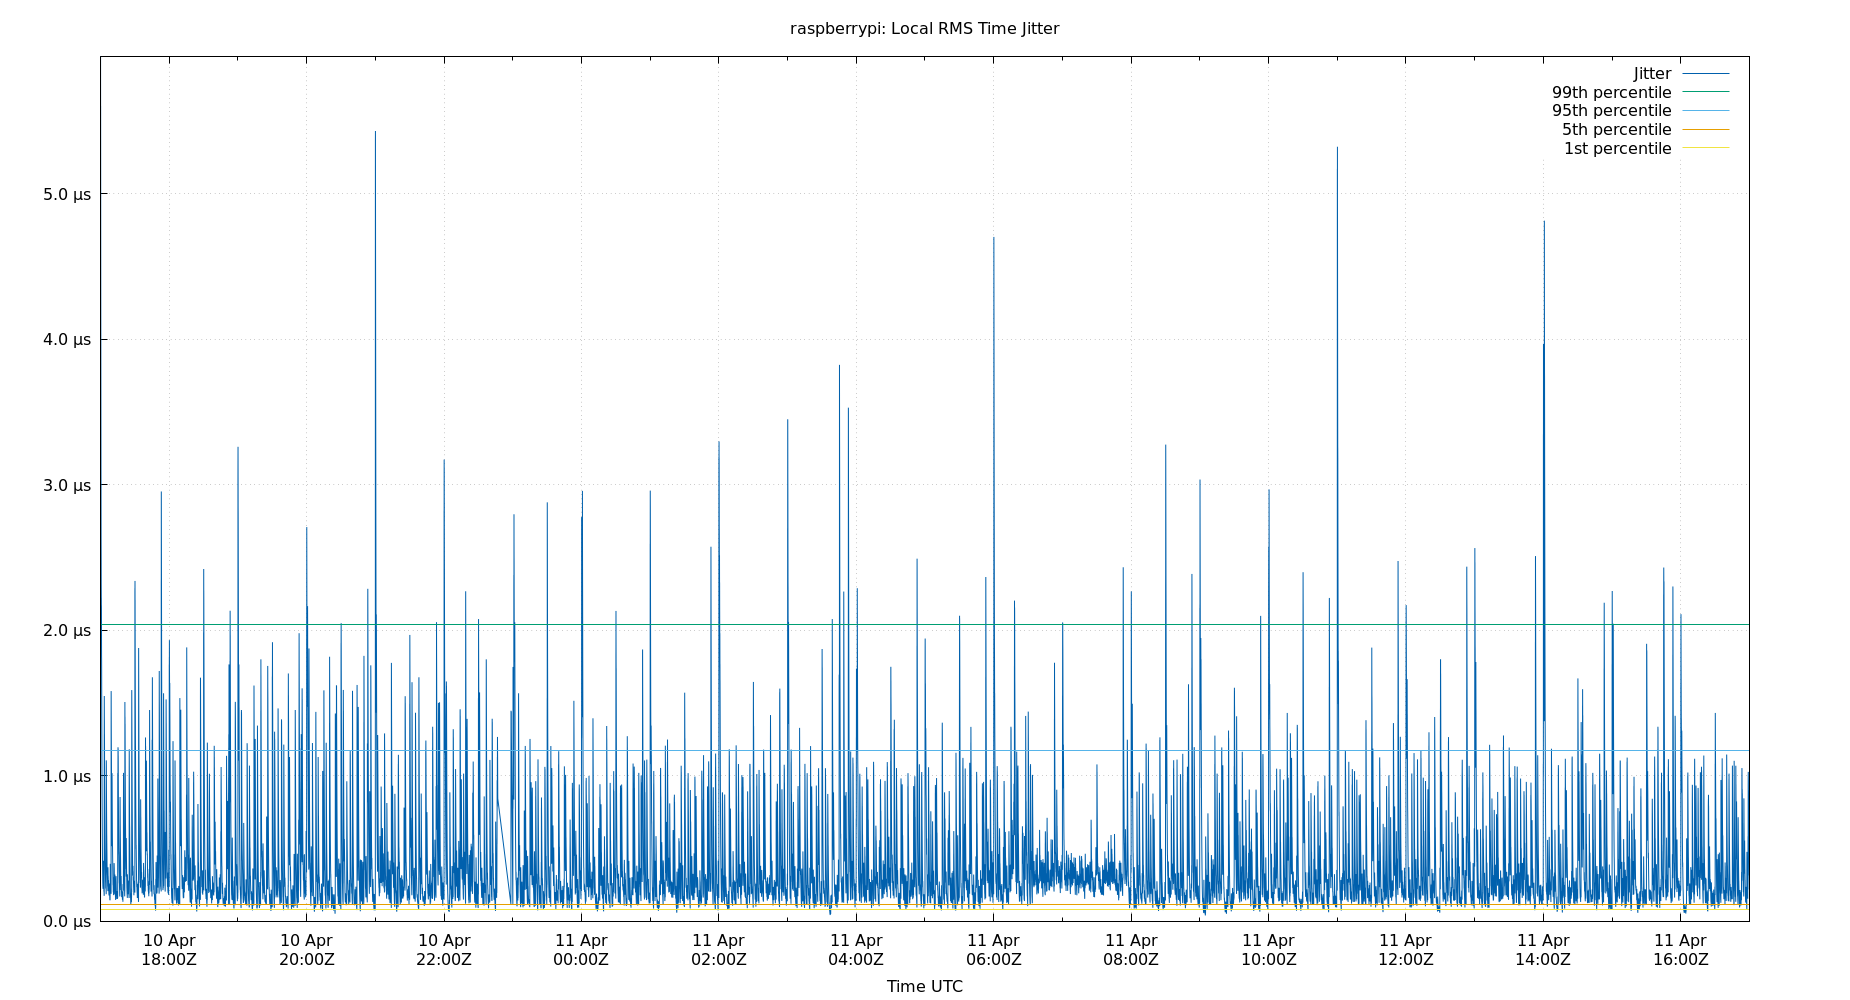 raspberrypi: Local RMS Time Jitter
Jitter
99th percentile
95th percentile
5th percentile
1st percentile
5.0 µs
4.0 µs
3.0 µs
2.0 µs
1.0 µs
0.0 µs
10 Apr 10 Apr 10 Apr 11 Apr 11 Apr 11 Apr 11 Apr 11 Apr 11 Apr 11 Apr 11 Apr 11 Apr
18:00Z 20:00Z 22:00Z 00:00Z 02:00Z 04:00Z 06:00Z 08:00Z 10:00Z 12:00Z 14:00Z 16:00Z
Time UTC